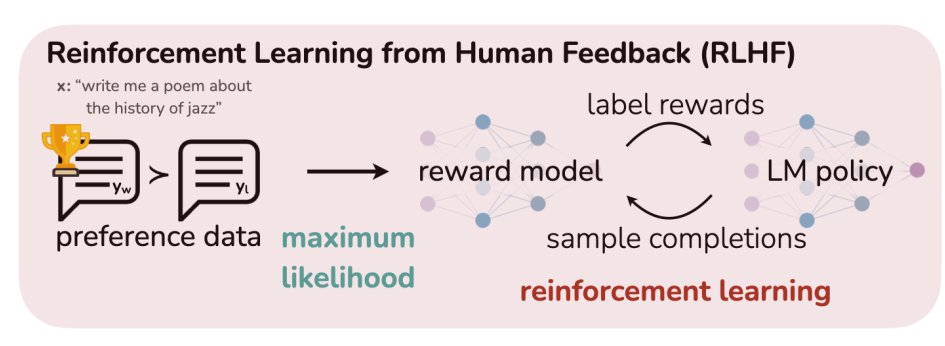 Reinforcement Learning from Human Feedback (RLHF)
x: “write me a poem about
the history of jazz”
label rewards
yw > yl
reward model
LM policy
preference data
maximum
likelihood
sample completions
reinforcement learning